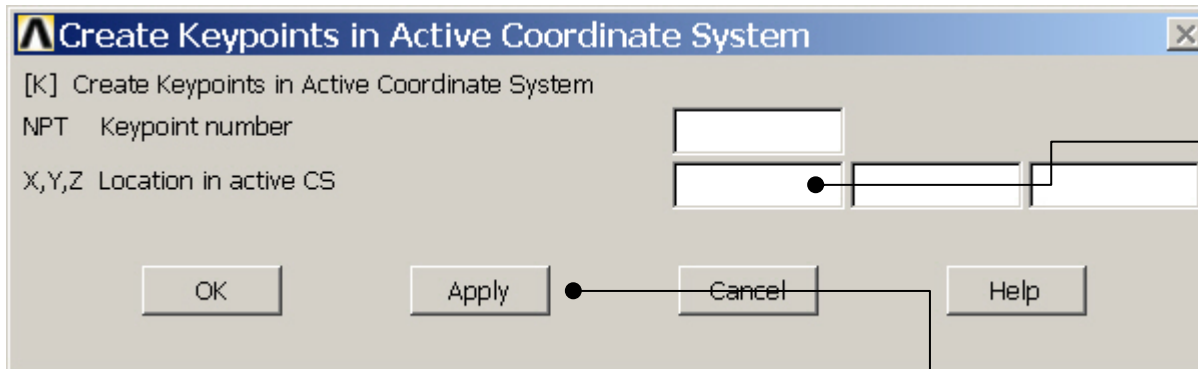 Create Keypoints in Active Coordinate System
[K] Create Keypoints in Active Coordinate System
NPT Keypoint number
X,Y,Z Location in active CS
OK Apply Cancel Help